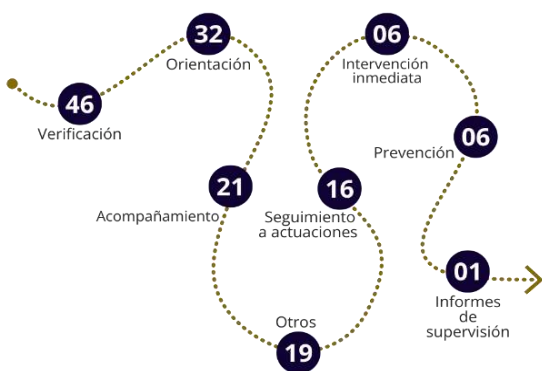 46
Verificación
32
Orientación
21
Acompañamiento
Otros
19
16
Seguimiento
a actuaciones
06
Intervención
inmediata
06
Prevención
01
Informes
de
supervisión